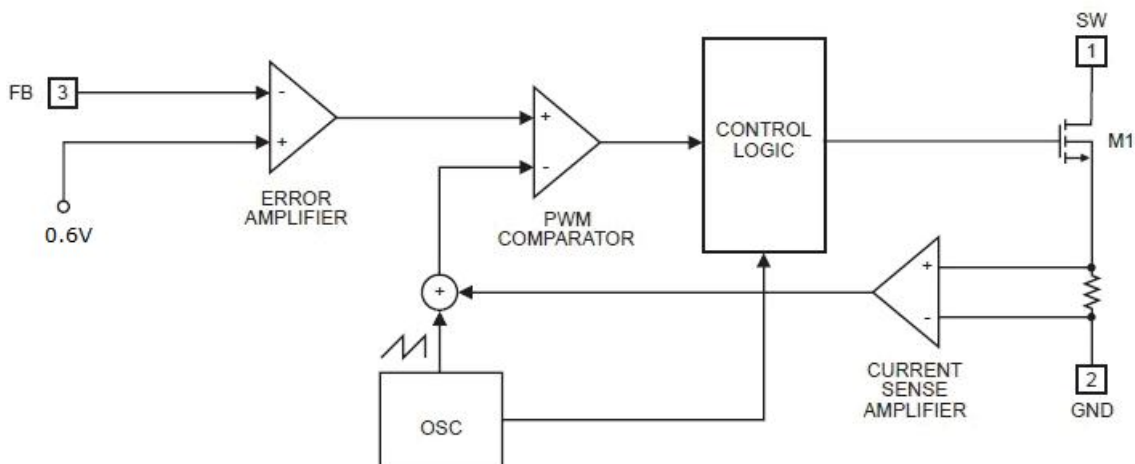 SW
1
FB
3
-
+
0.6V
ERROR
AMPLIFIER
+
-
PWM
COMPARATOR
CONTROL
LOGIC
M1
+
OSC
+
-
CURRENT
SENSE
AMPLIFIER
2
GND